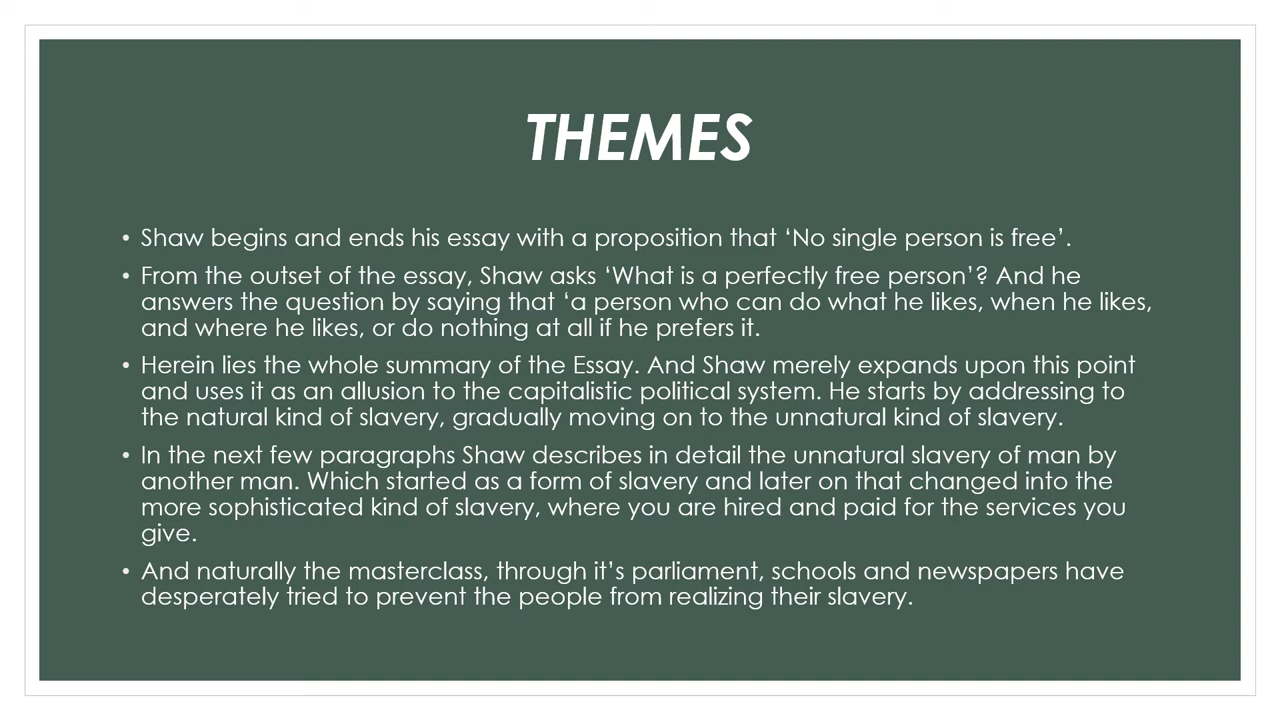 THEMES
• Shaw begins and ends his essay with a proposition that ‘No single person is free’.
• From the outset of the essay, Shaw asks ‘What is a perfectly free person’? And he
answers the question by saying that ‘a person who can do what he likes, when he likes,
and where he likes, or do nothing at all if he prefers it.
• Herein lies the whole summary of the Essay. And Shaw merely expands upon this point
and uses it as an allusion to the capitalistic political system. He starts by addressing to
the natural kind of slavery, gradually moving on to the unnatural kind of slavery.
• In the next few paragraphs Shaw describes in detail the unnatural slavery of man by
another man. Which started as a form of slavery and later on that changed into the
more sophisticated kind of slavery, where you are hired and paid for the services you
give.
• And naturally the masterclass, through it’s parliament, schools and newspapers have
desperately tried to prevent the people from realizing their slavery.